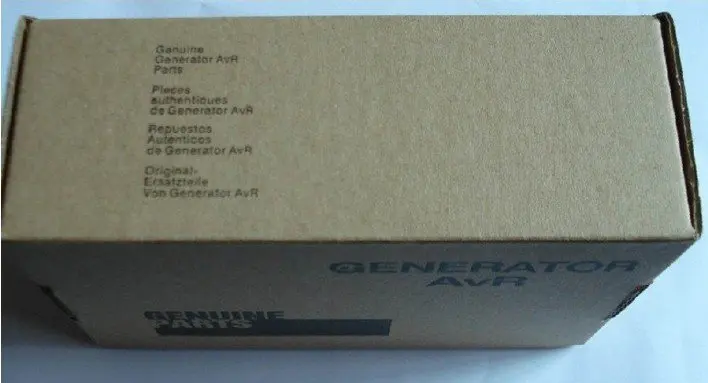 Genuine
Generator AvR
Parts
Pieces
authentiques
de Generator AvR
Repuestos
Autenticos
de Generator AvR
Original-
Ersatzteile
Von Generator AvR
GENERATOR
AvR
GENUINE
PARTS